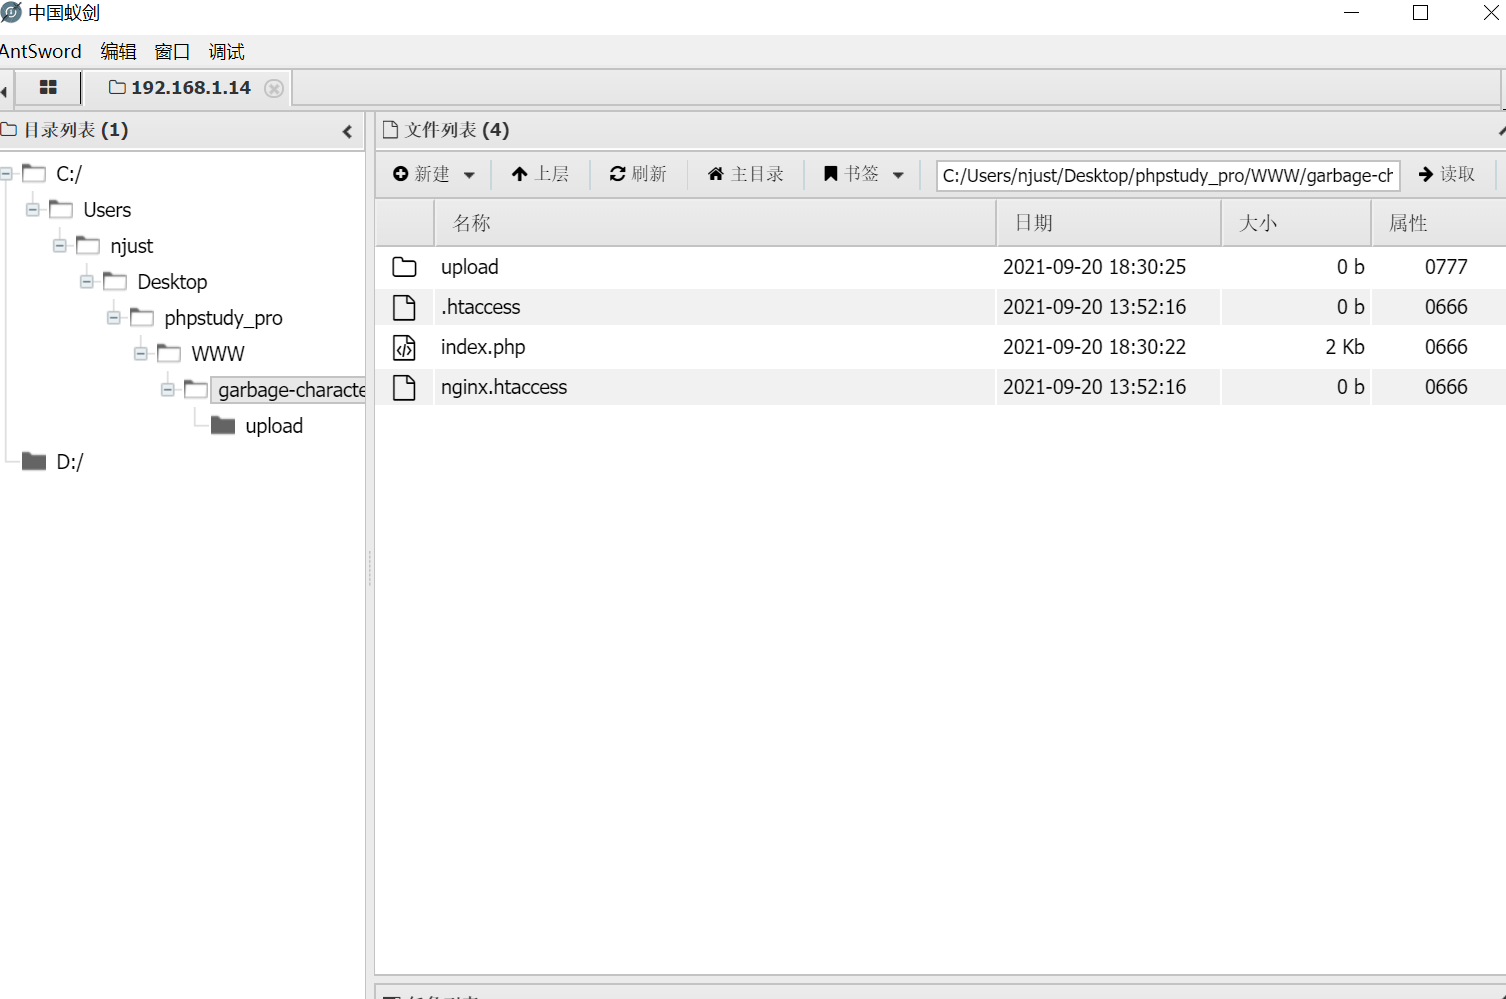 中国蚁剑
AntSword 编辑 窗口 调试
192.168.1.14
目录列表 (1)
C:/
Users
njust
Desktop
phpstudy_pro
WWW
garbage-characte
upload
D:/
文件列表 (4)
新建 上层 刷新 主目录 书签 C:/Users/njust/Desktop/phpstudy_pro/WWW/garbage-ch 读取
名称 日期 大小 属性
upload 2021-09-20 18:30:25 0 b 0777
.htaccess 2021-09-20 13:52:16 0 b 0666
index.php 2021-09-20 18:30:22 2 Kb 0666
nginx.htaccess 2021-09-20 13:52:16 0 b 0666